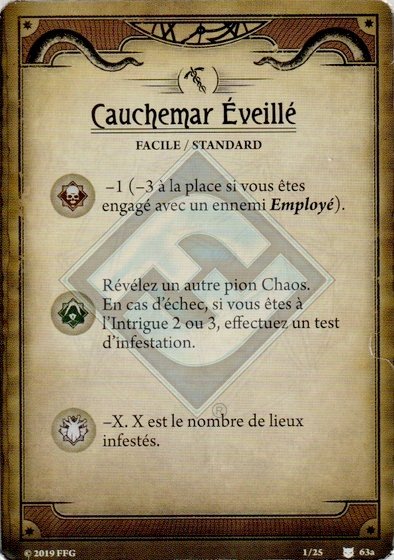 Cauchemar Éveillé
FACILE / STANDARD
–1 (–3 à la place si vous êtes
engagé avec un ennemi Employé).
Révélez un autre pion Chaos.
En cas d'échec, si vous êtes à
l'Intrigue 2 ou 3, effectuez un test
d'infestation.
–X. X est le nombre de lieux
infestés.
®
© 2019 FFG 1/25 63a